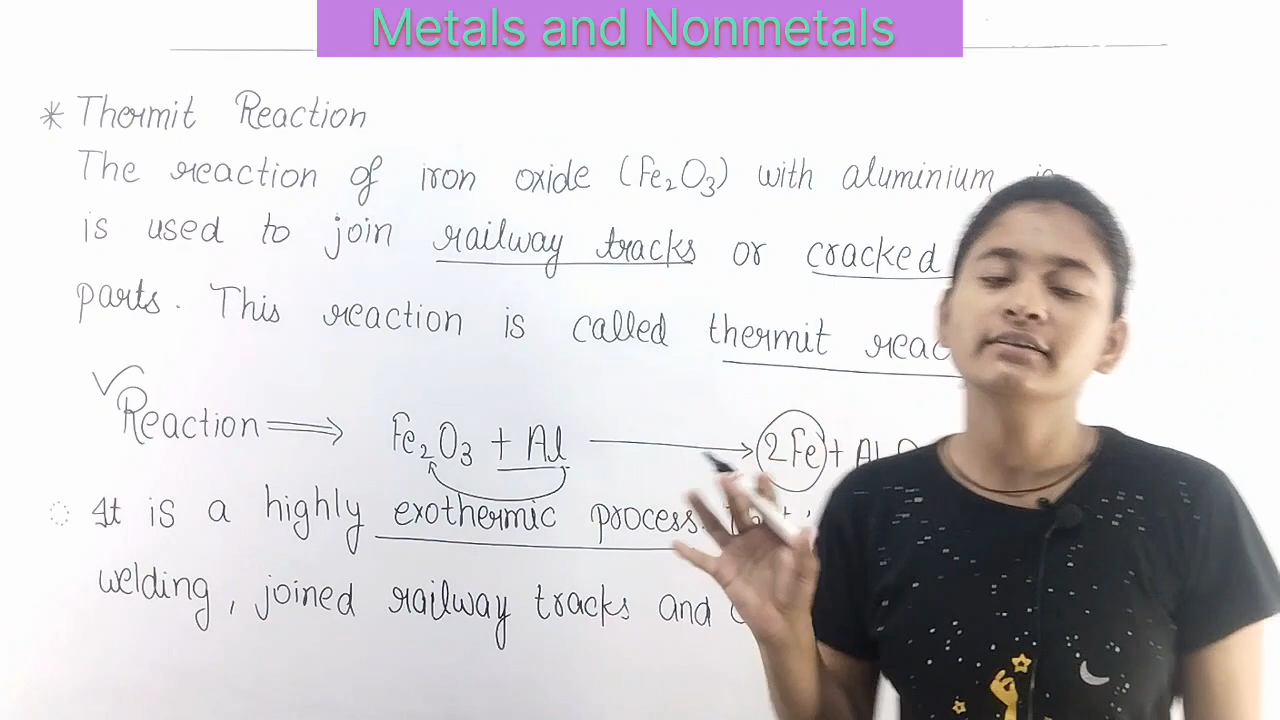 Metals and Nonmetals
* Thermit Reaction
The reaction of iron oxide (Fe₂O₃) with aluminium is
is used to join railway tracks or cracked
parts. This reaction is called thermit reac
Reaction ⟹ Fe₂O₃ + Al ⟶ 2Fe +
It is a highly exothermic process.
welding, joined railway tracks and